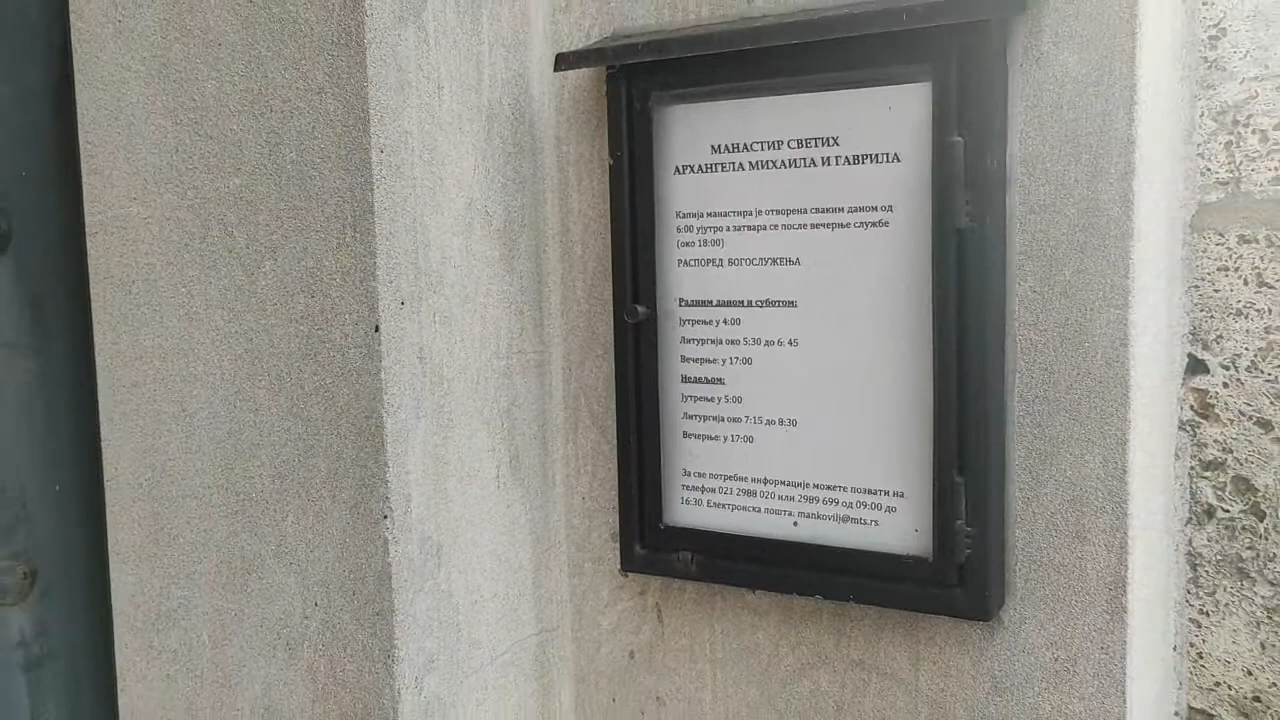 МАНАСТИР СВЕТИХ
АРХАНГЕЛА МИХАИЛА И ГАВРИЛА
Капија манастира је отворена сваким даном од
6:00 ујутро а затвара се после вечерње службе
(око 18:00)
РАСПОРЕД БОГОСЛУЖЕЊА
Радним даном и суботом:
Јутрење у 4:00
Литургија око 5:30 до 6: 45
Вечерње: у 17:00
Недељом:
Јутрење у 5:00
Литургија око 7:15 до 8:30
Вечерње: у 17:00
За све потребне информације можете позвати на
телефон 021 2988 020 или 2989 699 од 09:00 до
16:30. Електронска пошта: mankovilj@mts.rs